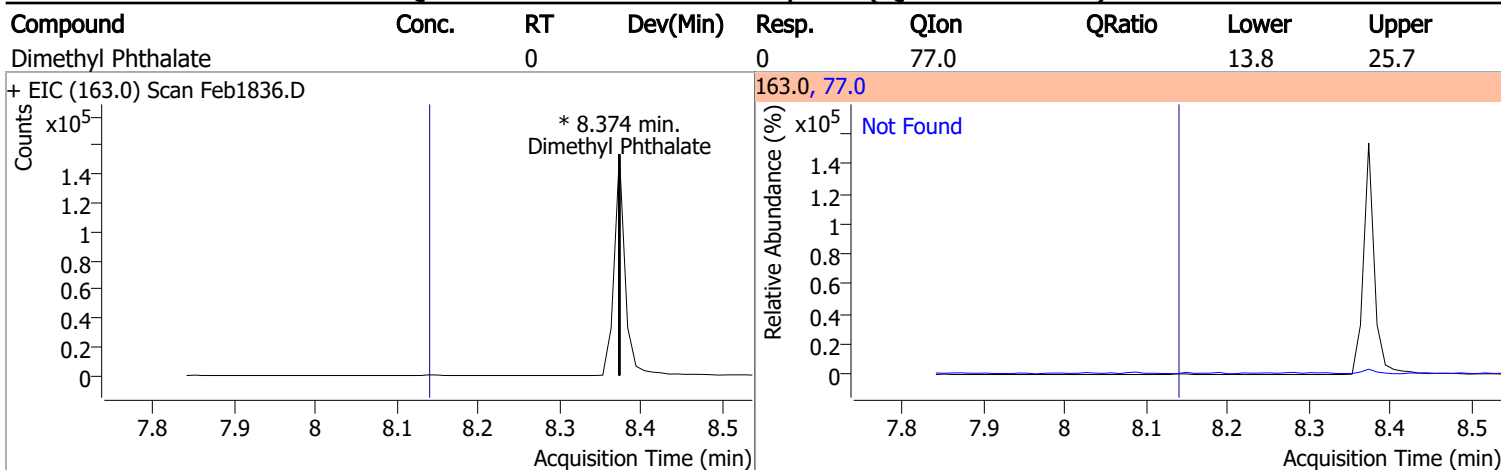 Compound Conc. RT Dev(Min) Resp. QIon QRatio Lower Upper
Dimethyl Phthalate 0 0 77.0 13.8 25.7
+ EIC (163.0) Scan Feb1836.D
Counts
x10⁵
* 8.374 min.
Dimethyl Phthalate
1.4
1.2
1
0.8
0.6
0.4
0.2
0
7.8 7.9 8 8.1 8.2 8.3 8.4 8.5
Acquisition Time (min)
163.0, 77.0
Relative Abundance (%)
x10⁵
Not Found
1.4
1.2
1
0.8
0.6
0.4
0.2
0
7.8 7.9 8 8.1 8.2 8.3 8.4 8.5
Acquisition Time (min)